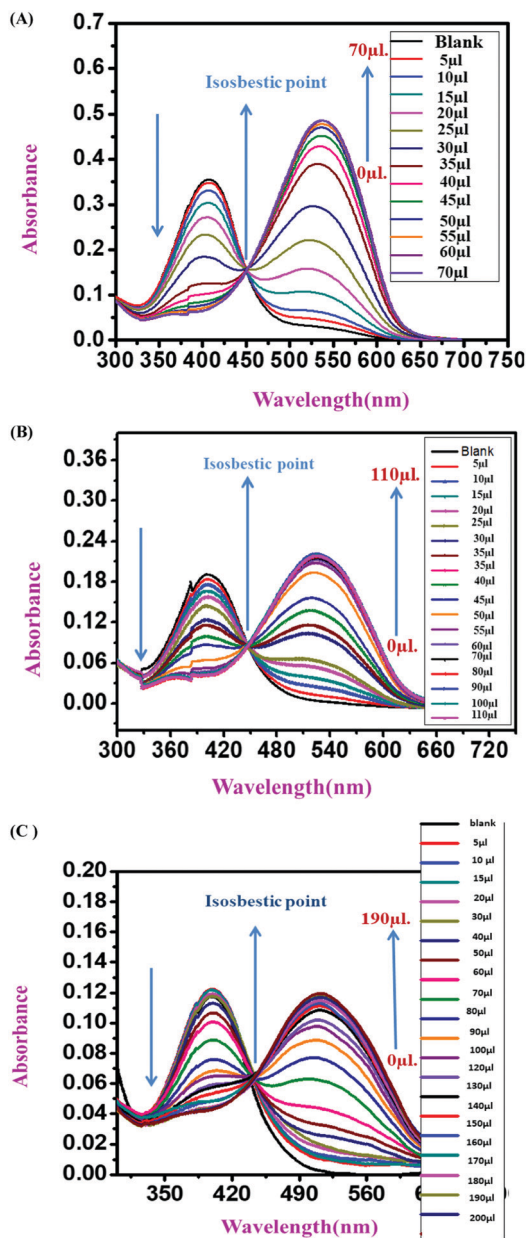 (A)
0.7
0.6
0.5
0.4
0.3
0.2
0.1
0.0
Absorbance
Isosbestic point
70µl.
0µl.
Blank
5µl
10µl
15µl
20µl
25µl
30µl
35µl
40µl
45µl
50µl
55µl
60µl
70µl
300 350 400 450 500 550 600 650 700 750
Wavelength(nm)
(B)
0.36
0.30
0.24
0.18
0.12
0.06
0.00
Absorbance
Isosbestic point
110µl.
0µl.
Blank
5µl
10µl
15µl
20µl
25µl
30µl
35µl
35µl
40µl
45µl
50µl
55µl
60µl
70µl
80µl
90µl
100µl
110µl
300 360 420 480 540 600 660 720
Wavelength(nm)
(C )
0.20
0.18
0.16
0.14
0.12
0.10
0.08
0.06
0.04
0.02
0.00
Absorbance
Isosbestic point
190µl.
0µl.
blank
5µl
10 µl
15µl
20µl
30µl
40µl
50µl
60µl
70µl
80µl
90µl
100µl
120µl
130µl
140µl
150µl
160µl
170µl
180µl
190µl
200µl
350 420 490 560
Wavelength(nm)